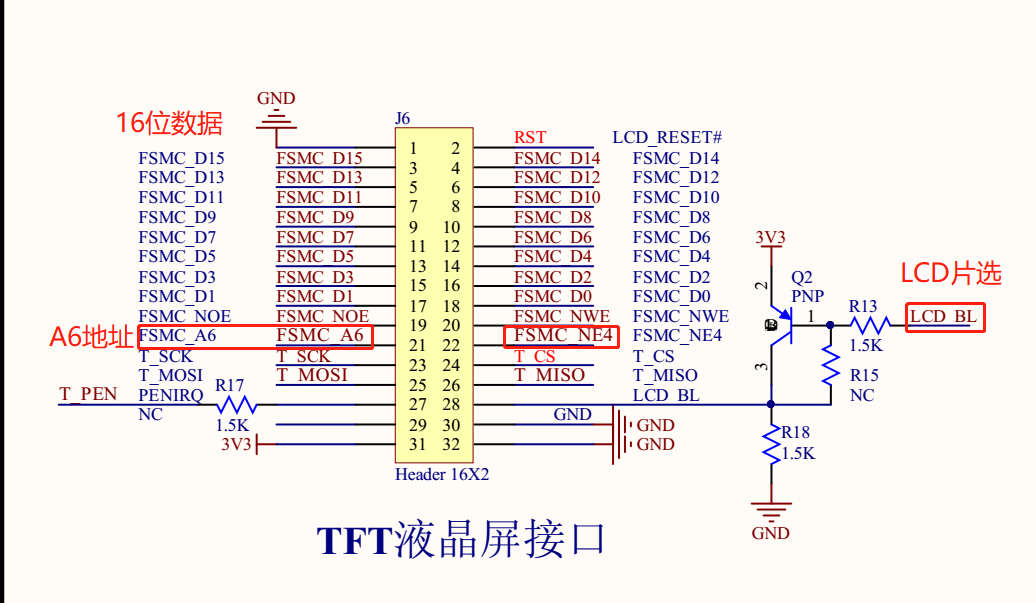 GND
16位数据
J6
RST LCD_RESET#
1 2
FSMC_D15 FSMC_D15 3 4 FSMC_D14 FSMC_D14
FSMC_D13 FSMC_D13 5 6 FSMC_D12 FSMC_D12
FSMC_D11 FSMC_D11 7 8 FSMC_D10 FSMC_D10
FSMC_D9 FSMC_D9 9 10 FSMC_D8 FSMC_D8
FSMC_D7 FSMC_D7 11 12 FSMC_D6 FSMC_D6
FSMC_D5 FSMC_D5 13 14 FSMC_D4 FSMC_D4
FSMC_D3 FSMC_D3 15 16 FSMC_D2 FSMC_D2
FSMC_D1 FSMC_D1 17 18 FSMC_D0 FSMC_D0
FSMC_NOE FSMC_NOE 19 20 FSMC_NWE FSMC_NWE
A6地址 FSMC_A6 FSMC_A6 21 22 FSMC_NE4 FSMC_NE4
T_SCK T_SCK 23 24 T_CS T_CS
T_MOSI T_MOSI 25 26 T_MISO T_MISO
T_PEN PENIRQ R17 1.5K 27 28 LCD_BL
NC 29 30 GND GND
3V3 31 32 GND
Header 16X2
3V3
2
Q2
PNP
1
3
R13
1.5K
LCD片选
LCD_BL
R15
NC
R18
1.5K
GND
TFT液晶屏接口